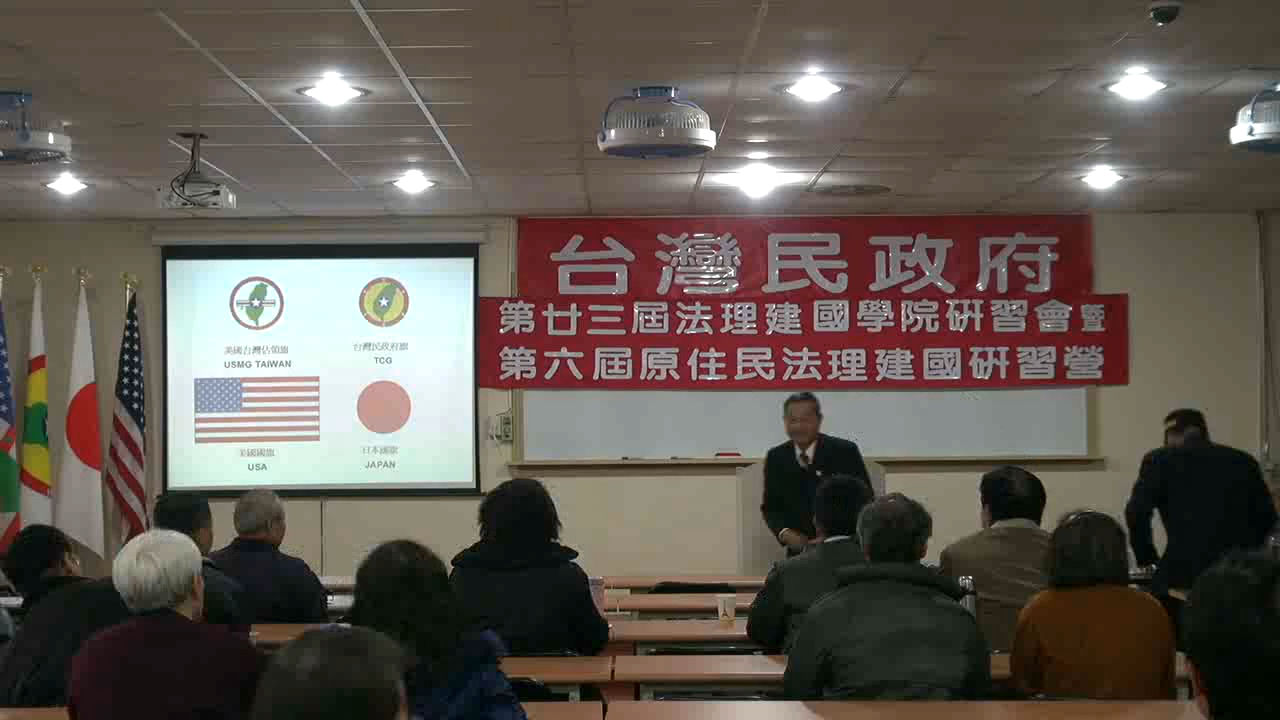 台灣民政府
第廿三屆法理建國學院研習會暨
第六屆原住民法理建國研習營
美國台灣佔領旗
USMG TAIWAN
台灣民政府旗
TCG
美國國旗
USA
日本國旗
JAPAN